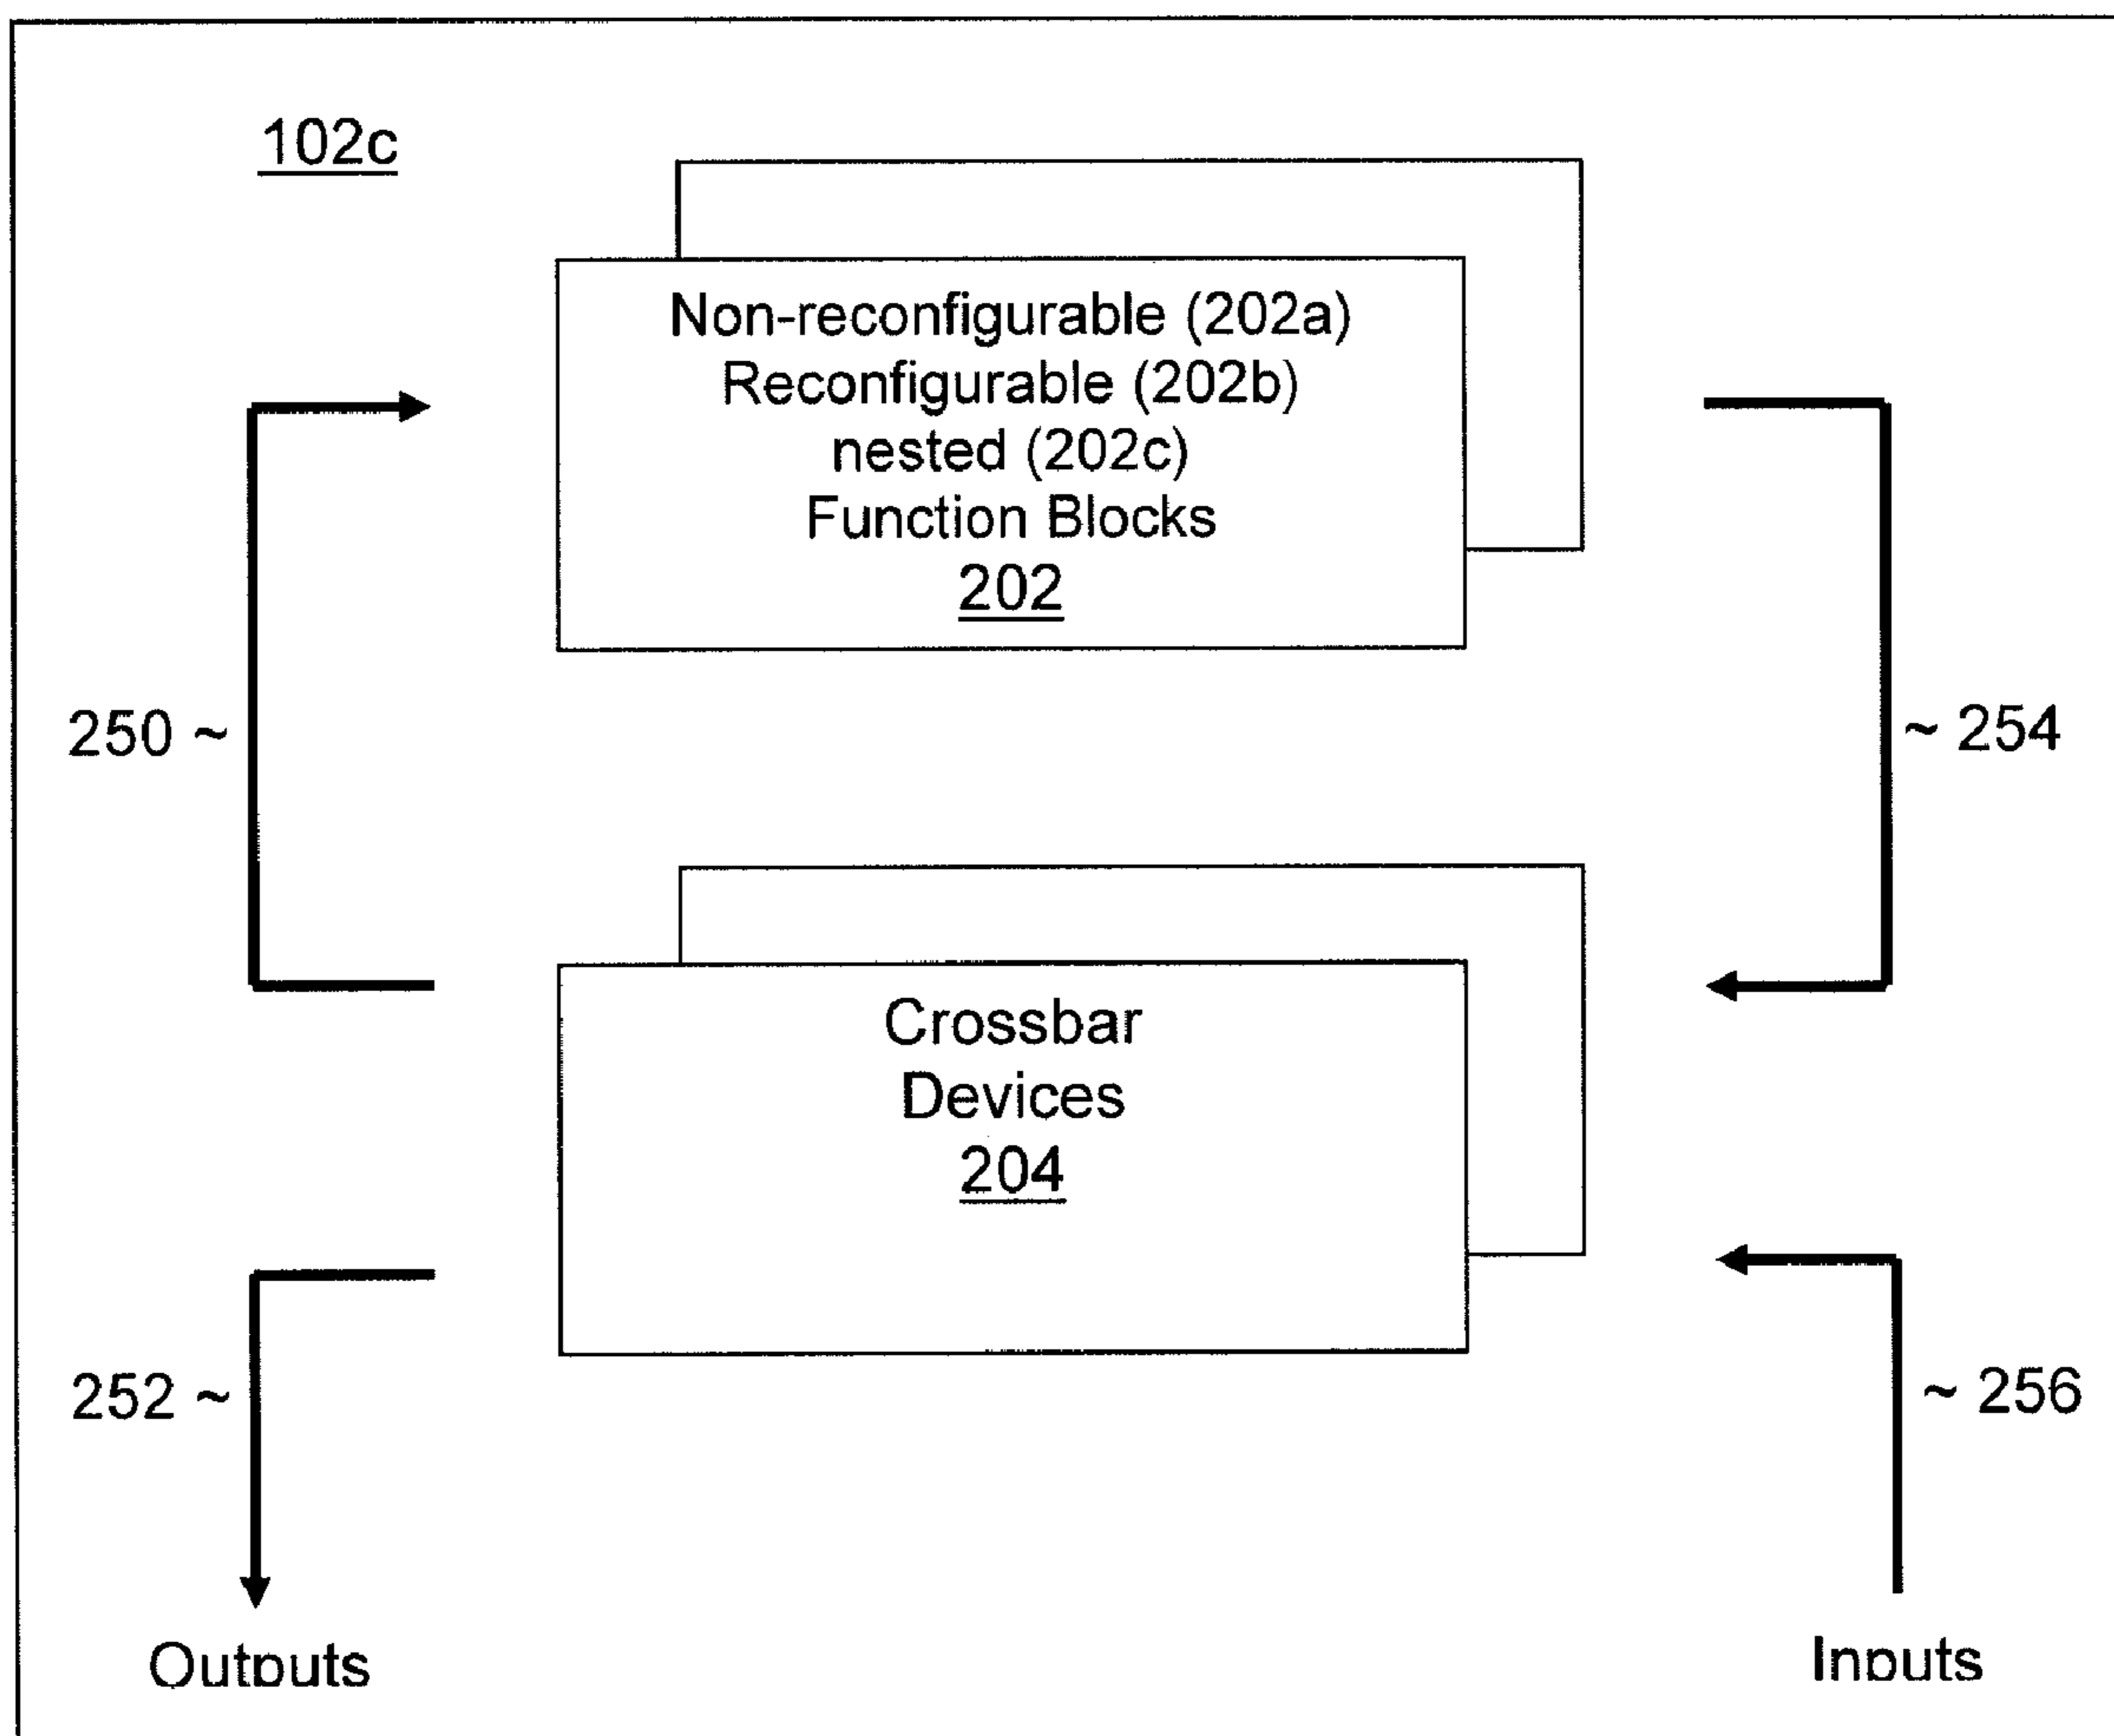 102c
Non-reconfigurable (202a)
Reconfigurable (202b)
nested (202c)
Function Blocks
202
250 ~
~ 254
Crossbar
Devices
204
252 ~
~ 256
Outputs
Inputs